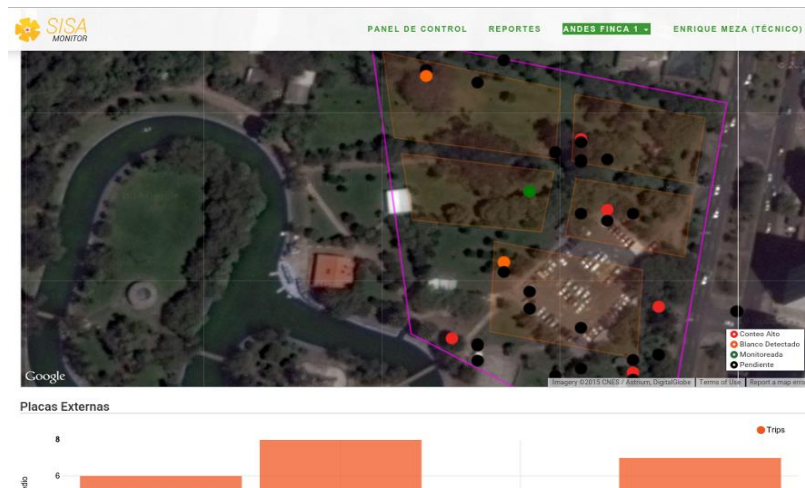 SISA
MONITOR
PANEL DE CONTROL REPORTES ANDES FINCA 1 ENRIQUE MEZA (TÉCNICO)
Conteo Alto
Blanco Detectado
Monitoreada
Pendiente
Google
Imagery ©2015 CNES / Astrium, DigitalGlobe Terms of Use Report a map
Placas Externas
Trips
8
6